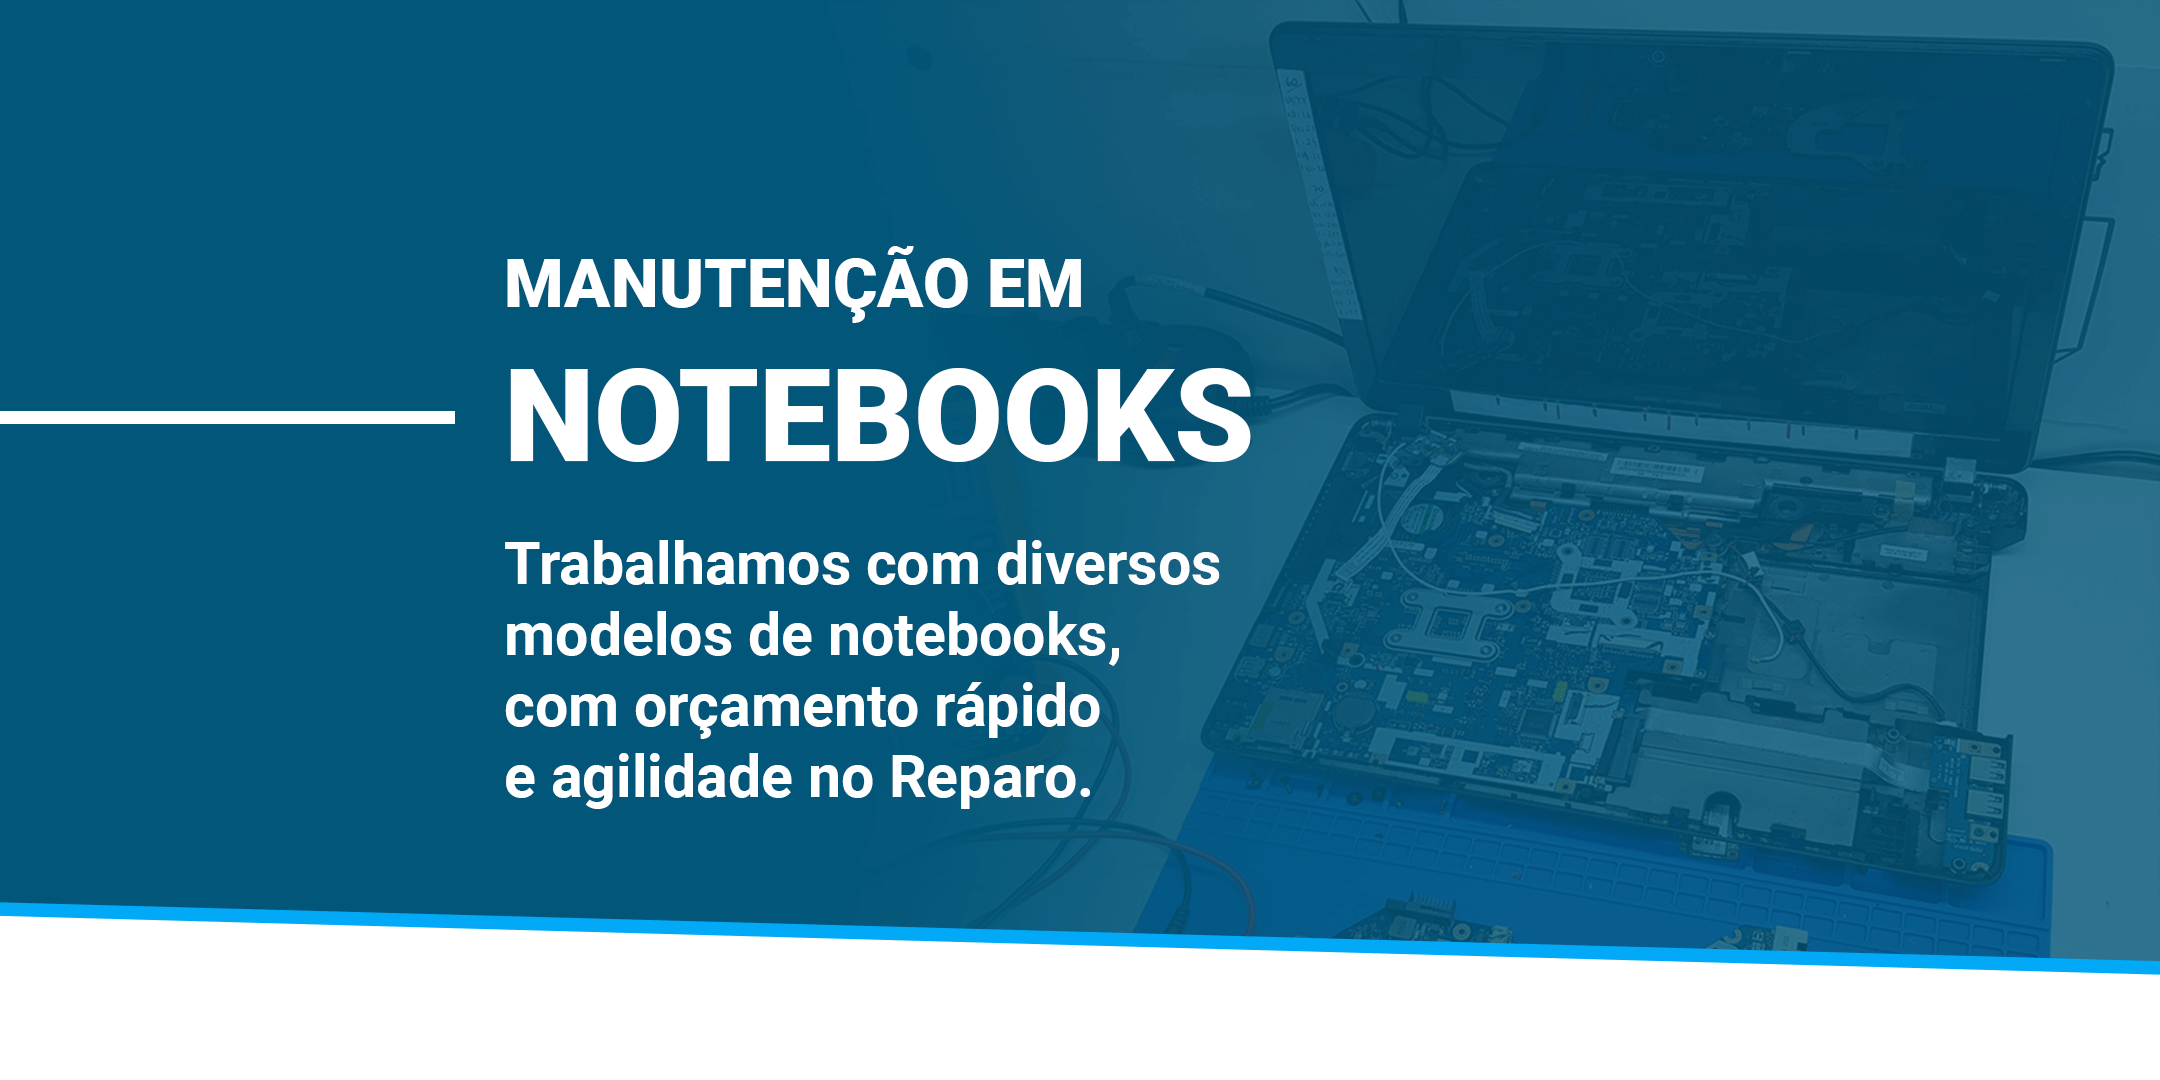 MANUTENÇÃO EM
NOTEBOOKS
Trabalhamos com diversos
modelos de notebooks,
com orçamento rápido
e agilidade no Reparo.